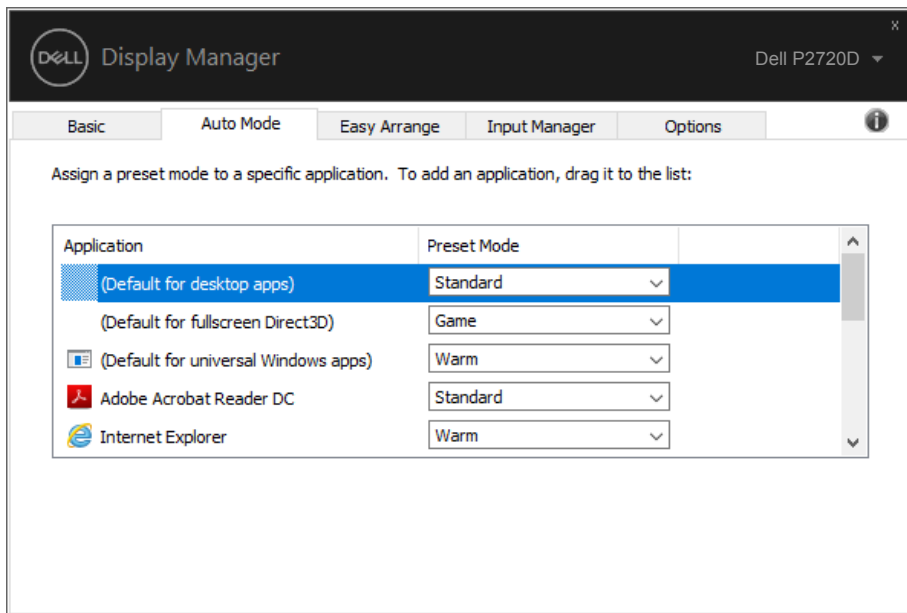 x
DELL Display Manager
Dell P2720D
Basic Auto Mode Easy Arrange Input Manager Options
Assign a preset mode to a specific application. To add an application, drag it to the list:
Application Preset Mode
(Default for desktop apps) Standard
(Default for fullscreen Direct3D) Game
(Default for universal Windows apps) Warm
Adobe Acrobat Reader DC Standard
Internet Explorer Warm